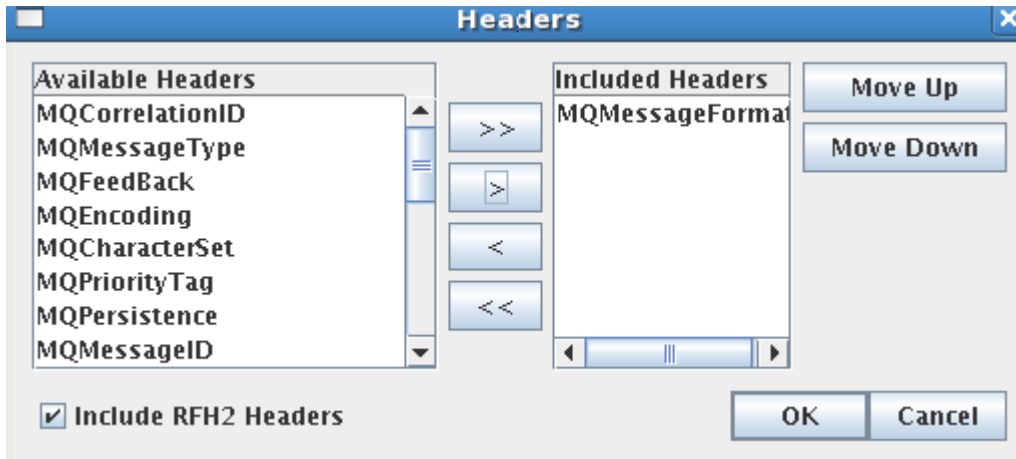 Headers
Available Headers
MQCorrelationID
MQMessageType
MQFeedBack
MQEncoding
MQCharacterSet
MQPriorityTag
MQPersistence
MQMessageID
>>
>
<
<<
Included Headers
MQMessageFormat
Move Up
Move Down
Include RFH2 Headers
OK
Cancel